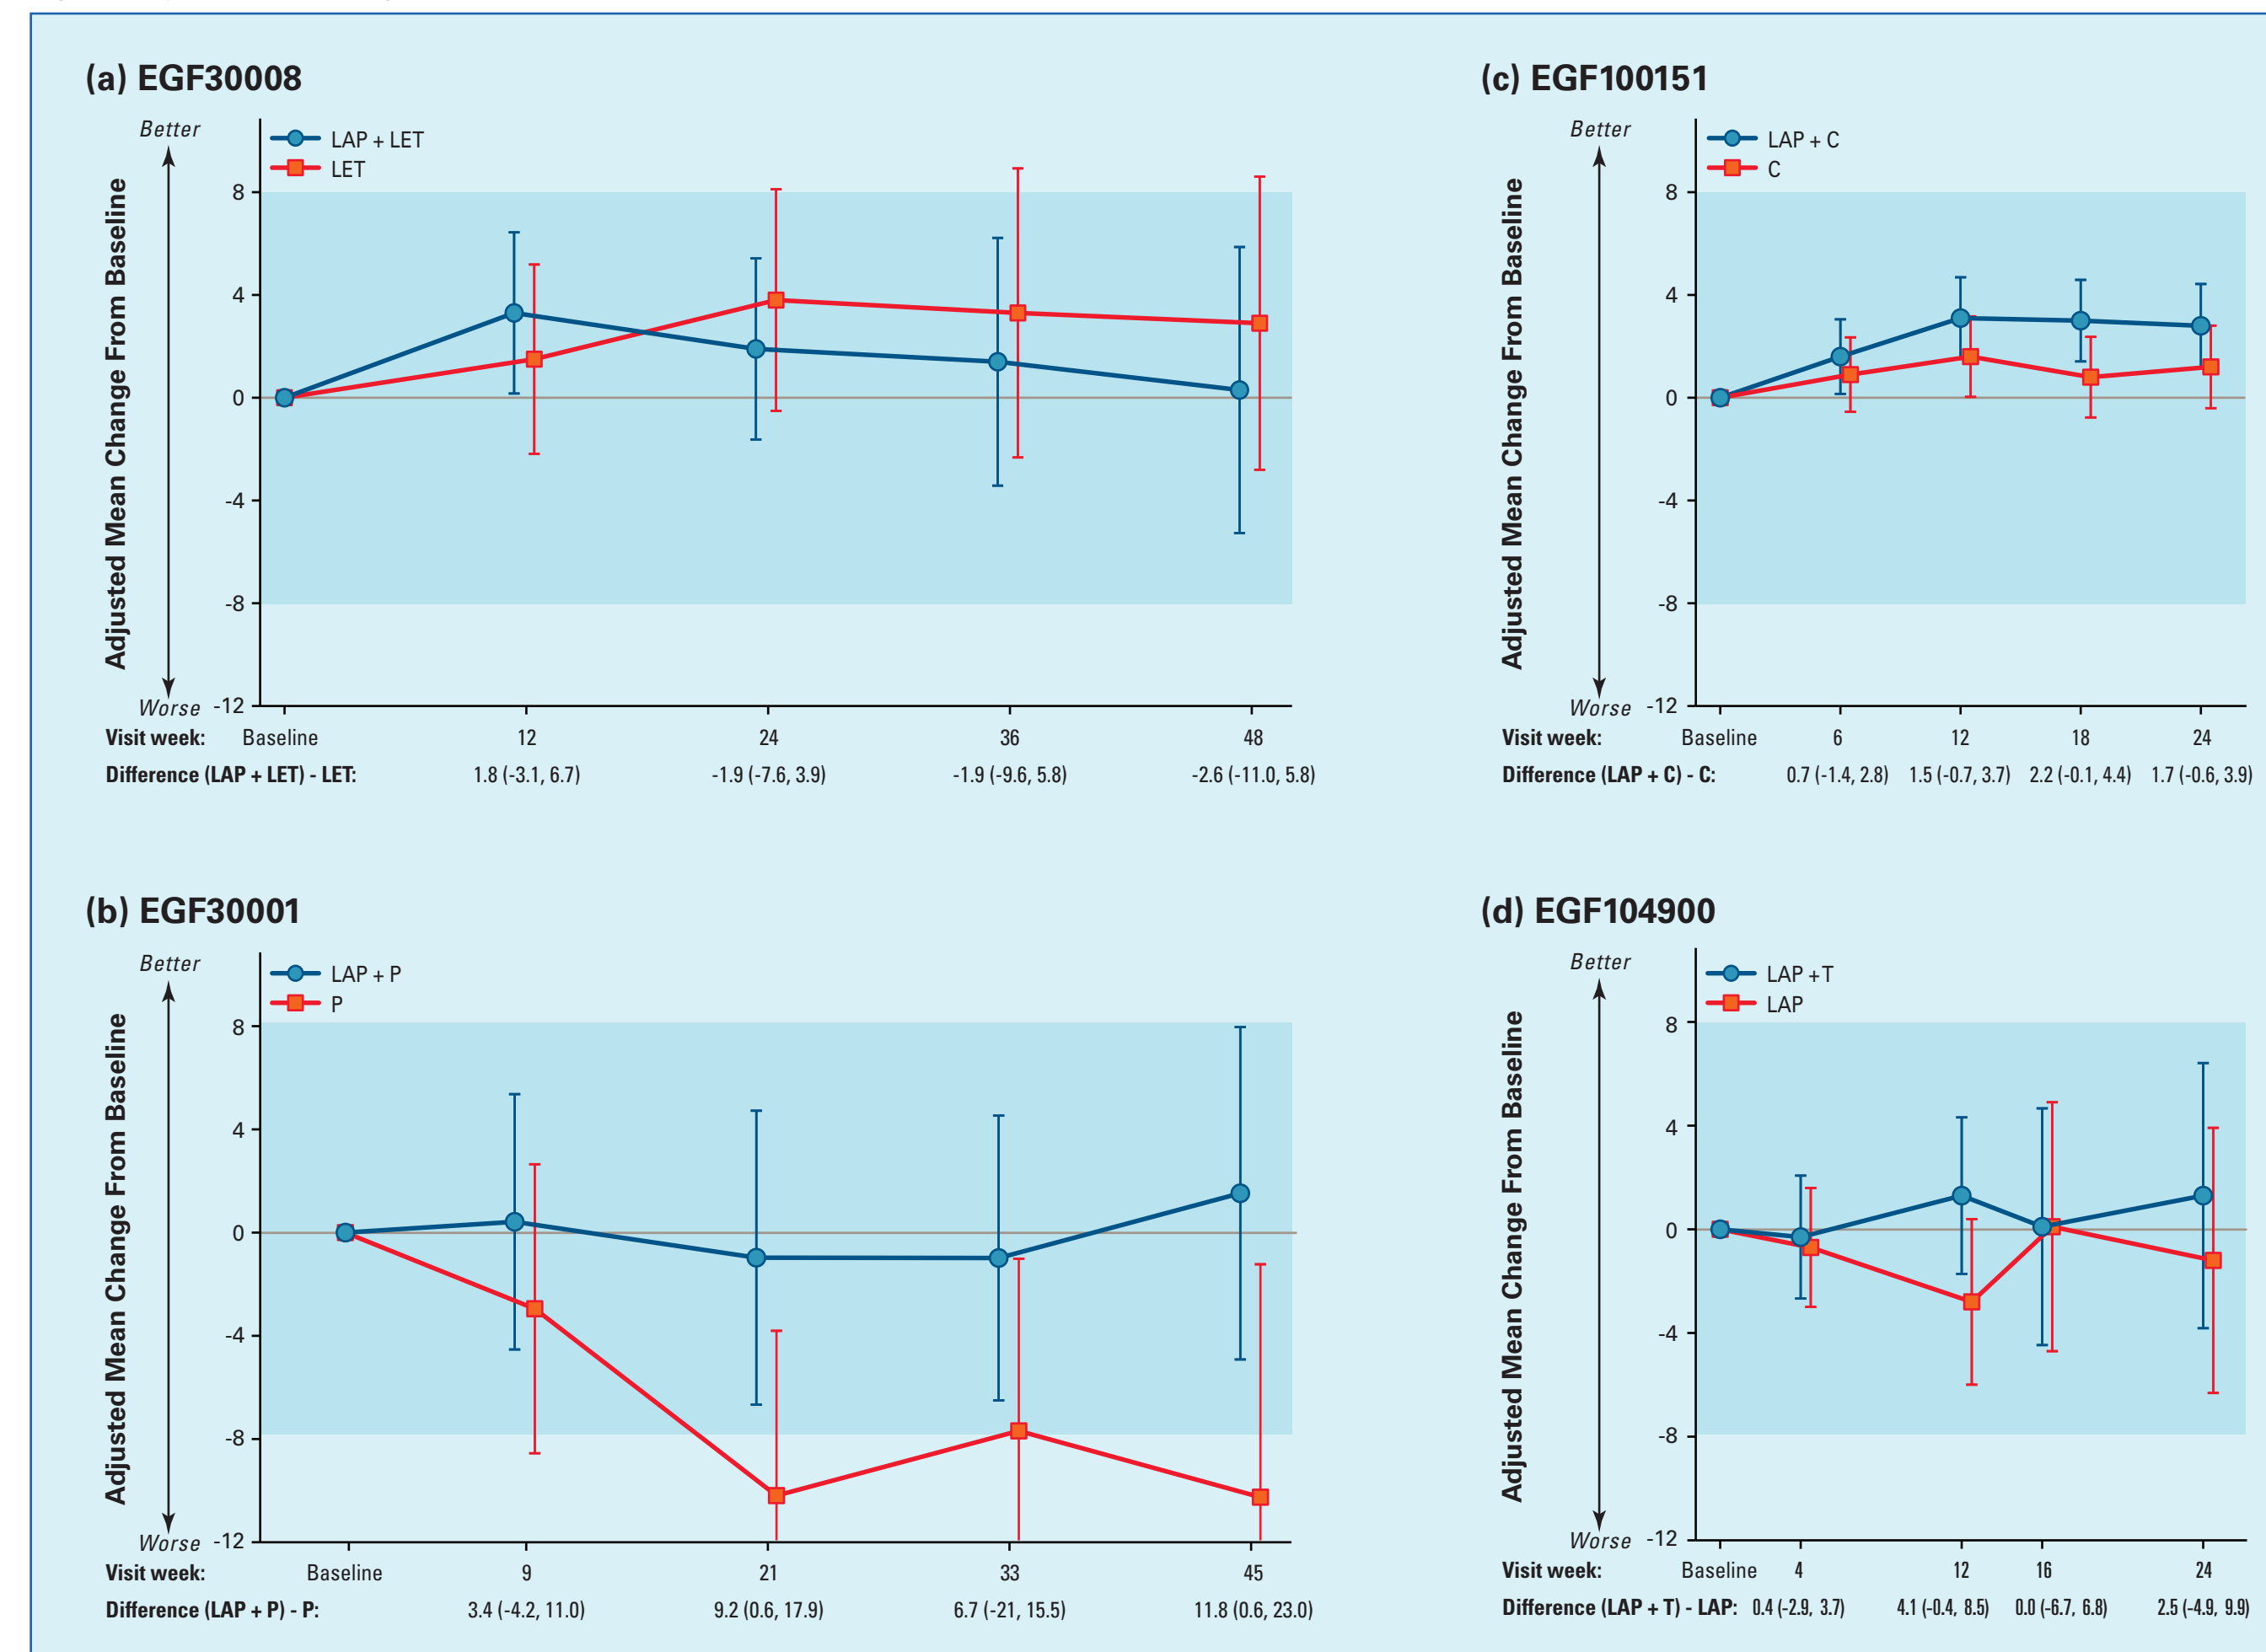 (a) EGF30008
Better
LAP + LET
LET
Adjusted Mean Change From Baseline
8
4
0
-4
-8
-12
Worse
Visit week: Baseline 12 24 36 48
Difference (LAP + LET) - LET: 1.8 (-3.1, 6.7) -1.9 (-7.6, 3.9) -1.9 (-9.6, 5.8) -2.6 (-11.0, 5.8)
(c) EGF100151
Better
LAP + C
C
Adjusted Mean Change From Baseline
8
4
0
-4
-8
-12
Worse
Visit week: Baseline 6 12 18 24
Difference (LAP + C) - C: 0.7 (-1.4, 2.8) 1.5 (-0.7, 3.7) 2.2 (-0.1, 4.4) 1.7 (-0.6, 3.9)
(b) EGF30001
Better
LAP + P
P
Adjusted Mean Change From Baseline
8
4
0
-4
-8
-12
Worse
Visit week: Baseline 9 21 33 45
Difference (LAP + P) - P: 3.4 (-4.2, 11.0) 9.2 (0.6, 17.9) 6.7 (-21, 15.5) 11.8 (0.6, 23.0)
(d) EGF104900
Better
LAP +T
LAP
Adjusted Mean Change From Baseline
8
4
0
-4
-8
-12
Worse
Visit week: Baseline 4 12 16 24
Difference (LAP + T) - LAP: 0.4 (-2.9, 3.7) 4.1 (-0.4, 8.5) 0.0 (-6.7, 6.8) 2.5 (-4.9, 9.9)